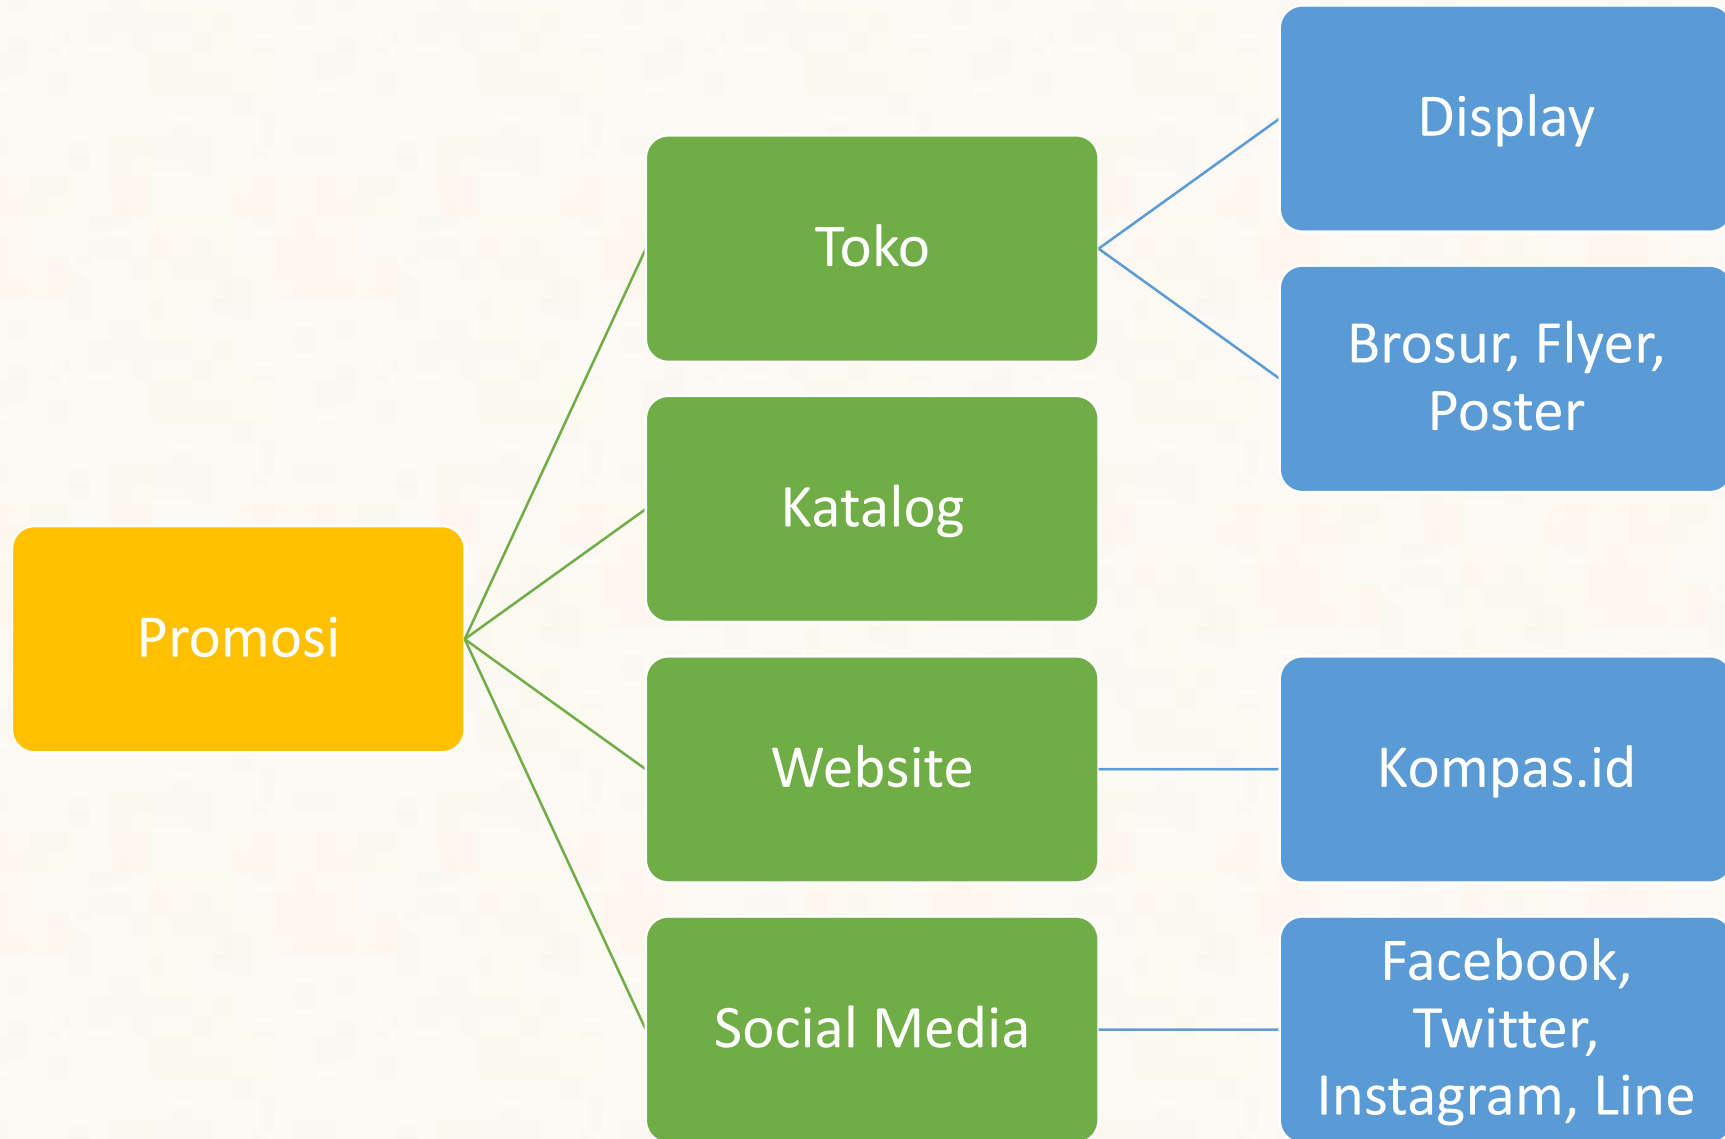 Promosi
Toko
Display
Brosur, Flyer,
Poster
Katalog
Website
Kompas.id
Social Media
Facebook,
Twitter,
Instagram, Line